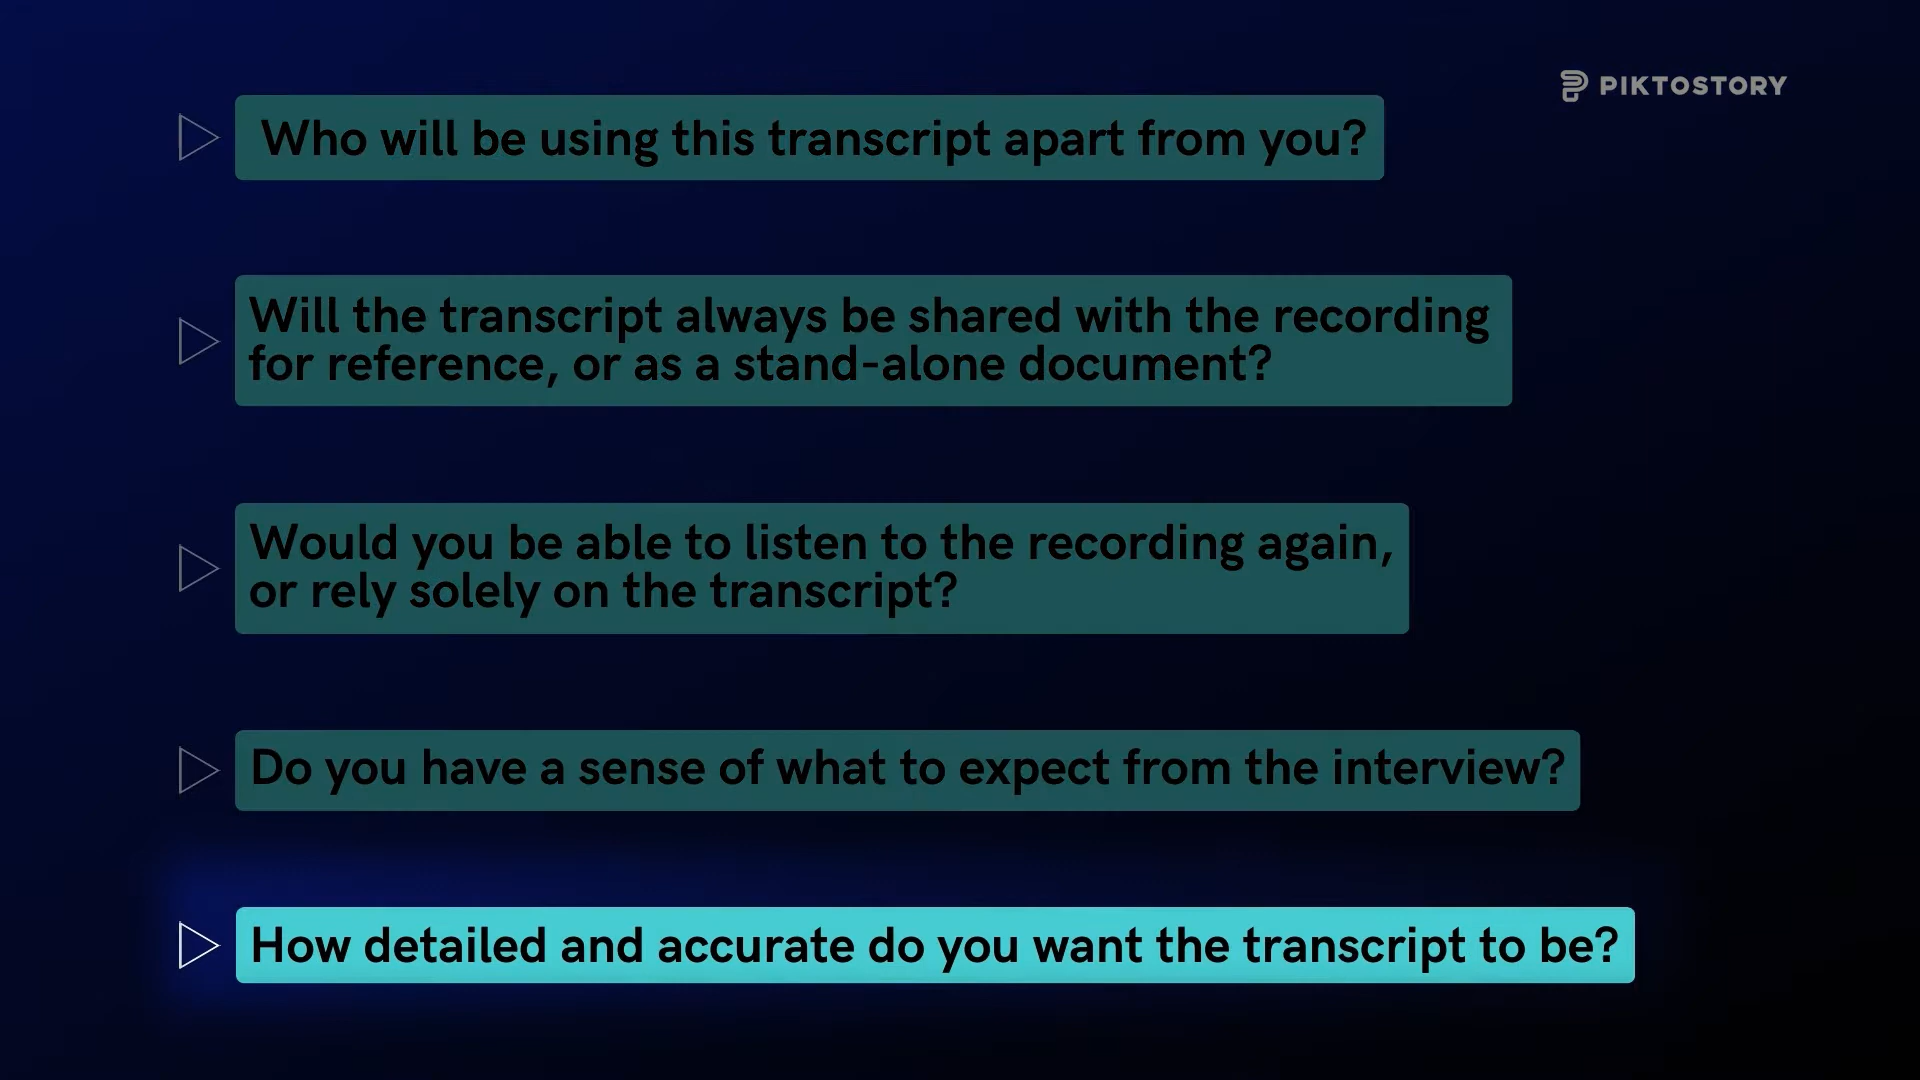 PIKTOSTORY
Who will be using this transcript apart from you?
Will the transcript always be shared with the recording
for reference, or as a stand-alone document?
Would you be able to listen to the recording again,
or rely solely on the transcript?
Do you have a sense of what to expect from the interview?
How detailed and accurate do you want the transcript to be?